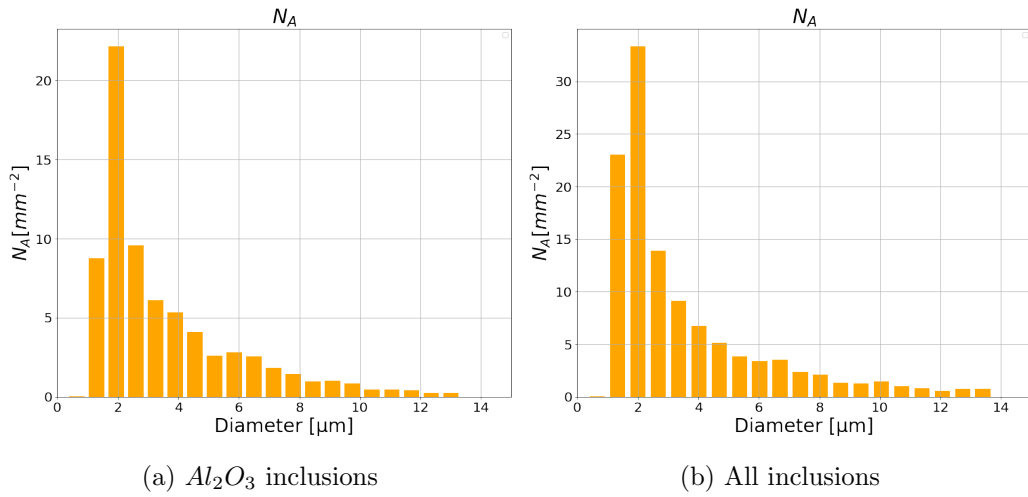 N_A
N_A [mm^{-2}]
20
15
10
5
0
0 2 4 6 8 10 12 14
Diameter [μm]
(a) Al_2O_3 inclusions
N_A
N_A [mm^{-2}]
30
25
20
15
10
5
0
2 4 6 8 10 12 14
Diameter [μm]
(b) All inclusions